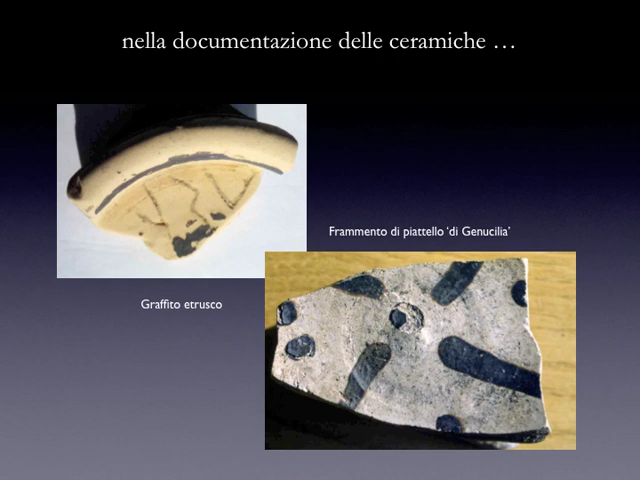 nella documentazione delle ceramiche …
Frammento di piattello ‘di Genucilia’
Graffito etrusco